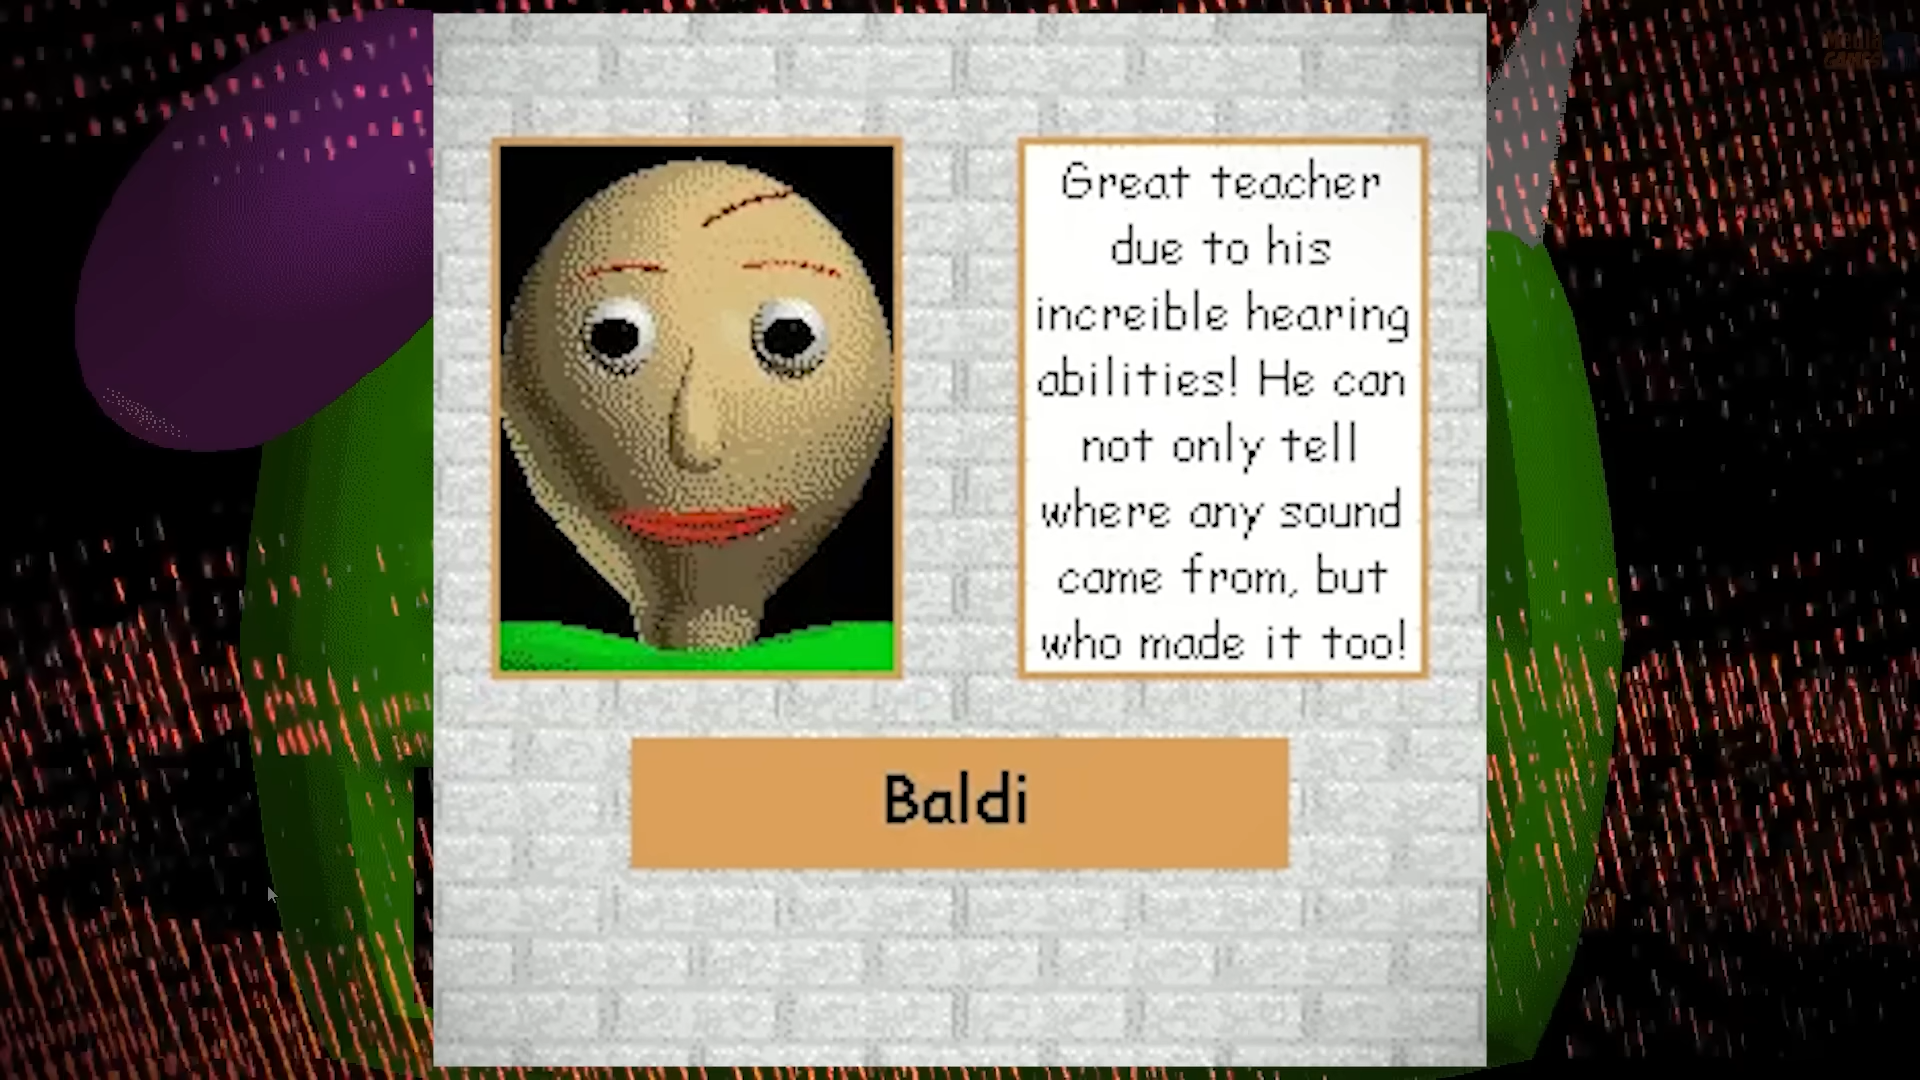 Great teacher
due to his
increible hearing
abilities! He can
not only tell
where any sound
came from, but
who made it too!
Baldi